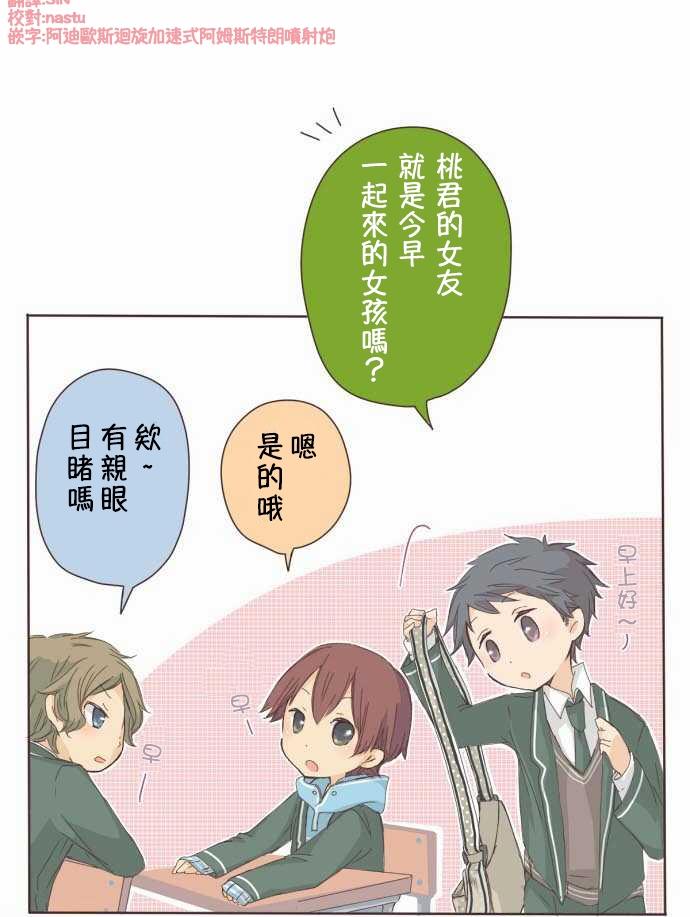 翻譯:SIN
校對:nastu
嵌字:阿迪歐斯迴旋加速式阿姆斯特朗噴射炮
桃君的女友
就是今早
一起來的女孩嗎？
嗯
是的哦
欸~
有親眼
目睹嗎
早上好～
早ー
早ー